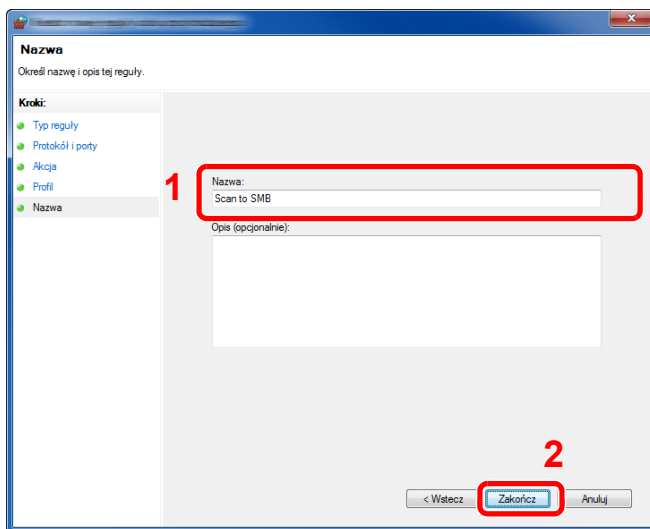 Nazwa
Określ nazwę i opis tej reguły.
Kroki:
Typ reguły
Protokół i porty
Akcja
Profil
Nazwa
1
Nazwa:
Scan to SMB
Opis (opcjonalnie):
2
< Wstecz
Zakończ
Anuluj